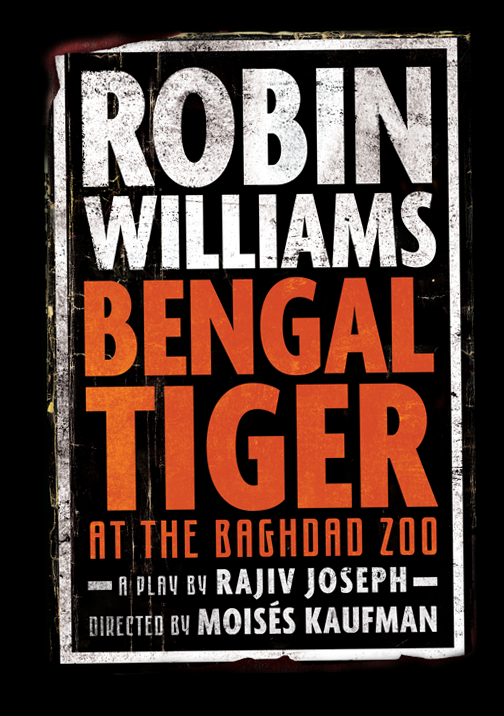 ROBIN
WILLIAMS
BENGAL
TIGER
AT THE BAGHDAD ZOO
A PLAY BY RAJIV JOSEPH
DIRECTED BY MOISÉS KAUFMAN